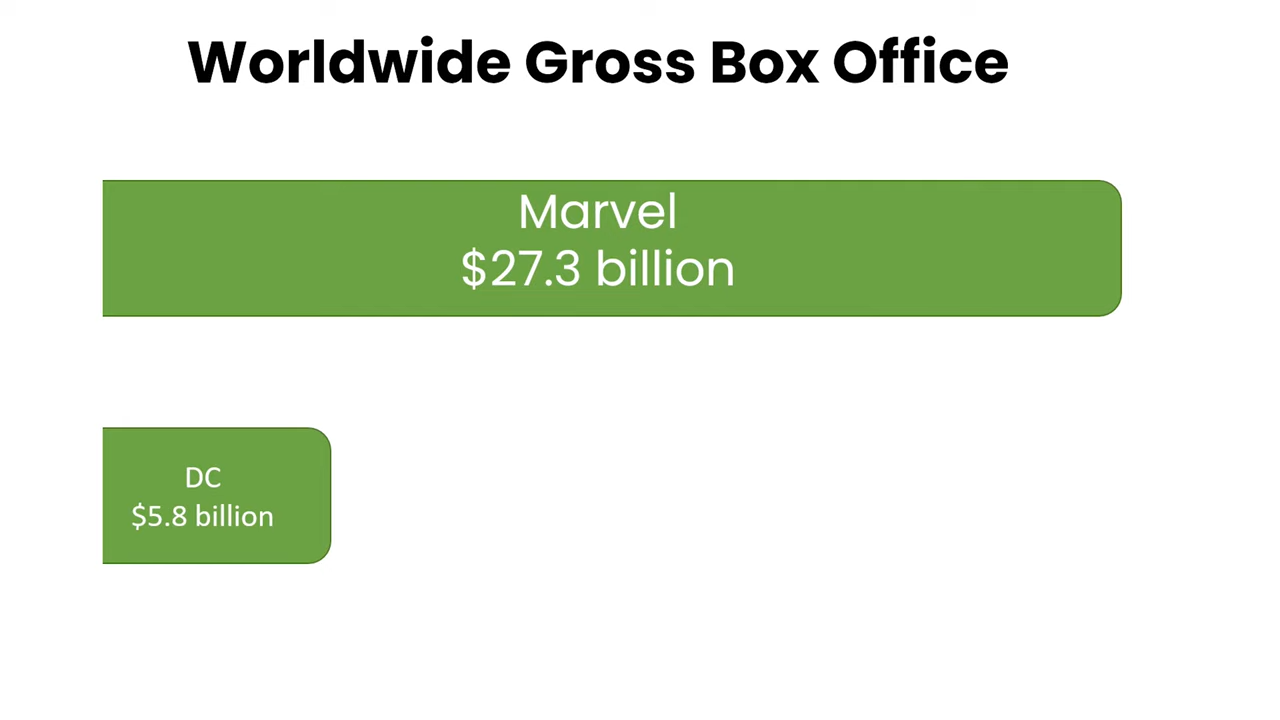 Worldwide Gross Box Office
Marvel
$27.3 billion
DC
$5.8 billion